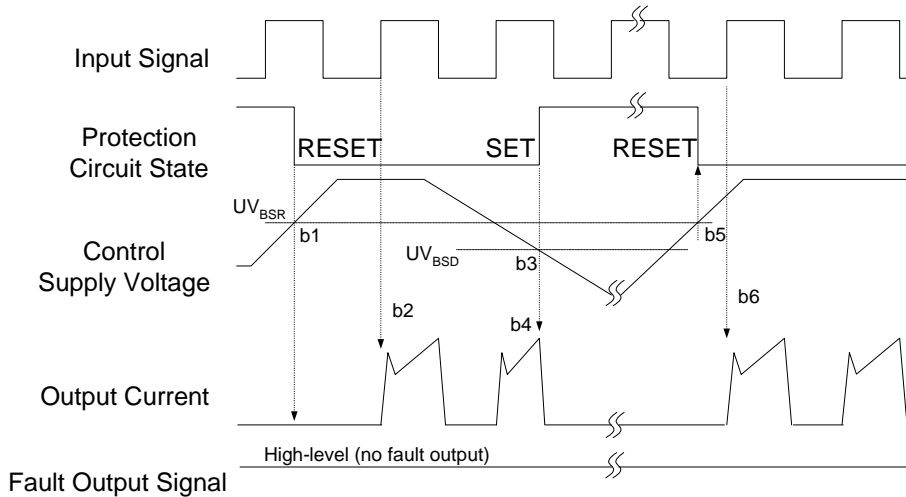 Input Signal
Protection
Circuit State
RESET
SET
RESET
UV_BSR
b1
b5
Control
Supply Voltage
UV_BSD
b3
b6
b2
b4
Output Current
High-level (no fault output)
Fault Output Signal